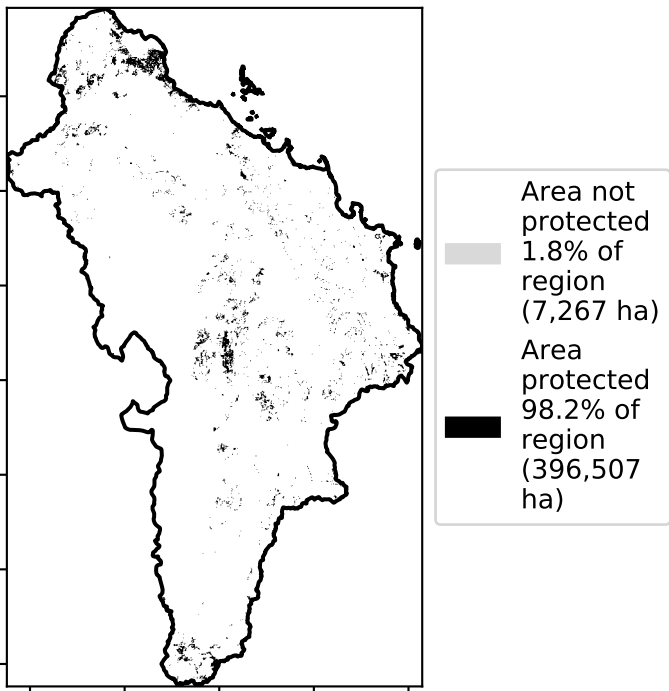 Area not
protected
1.8% of
region
(7,267 ha)
Area
protected
98.2% of
region
(396,507
ha)